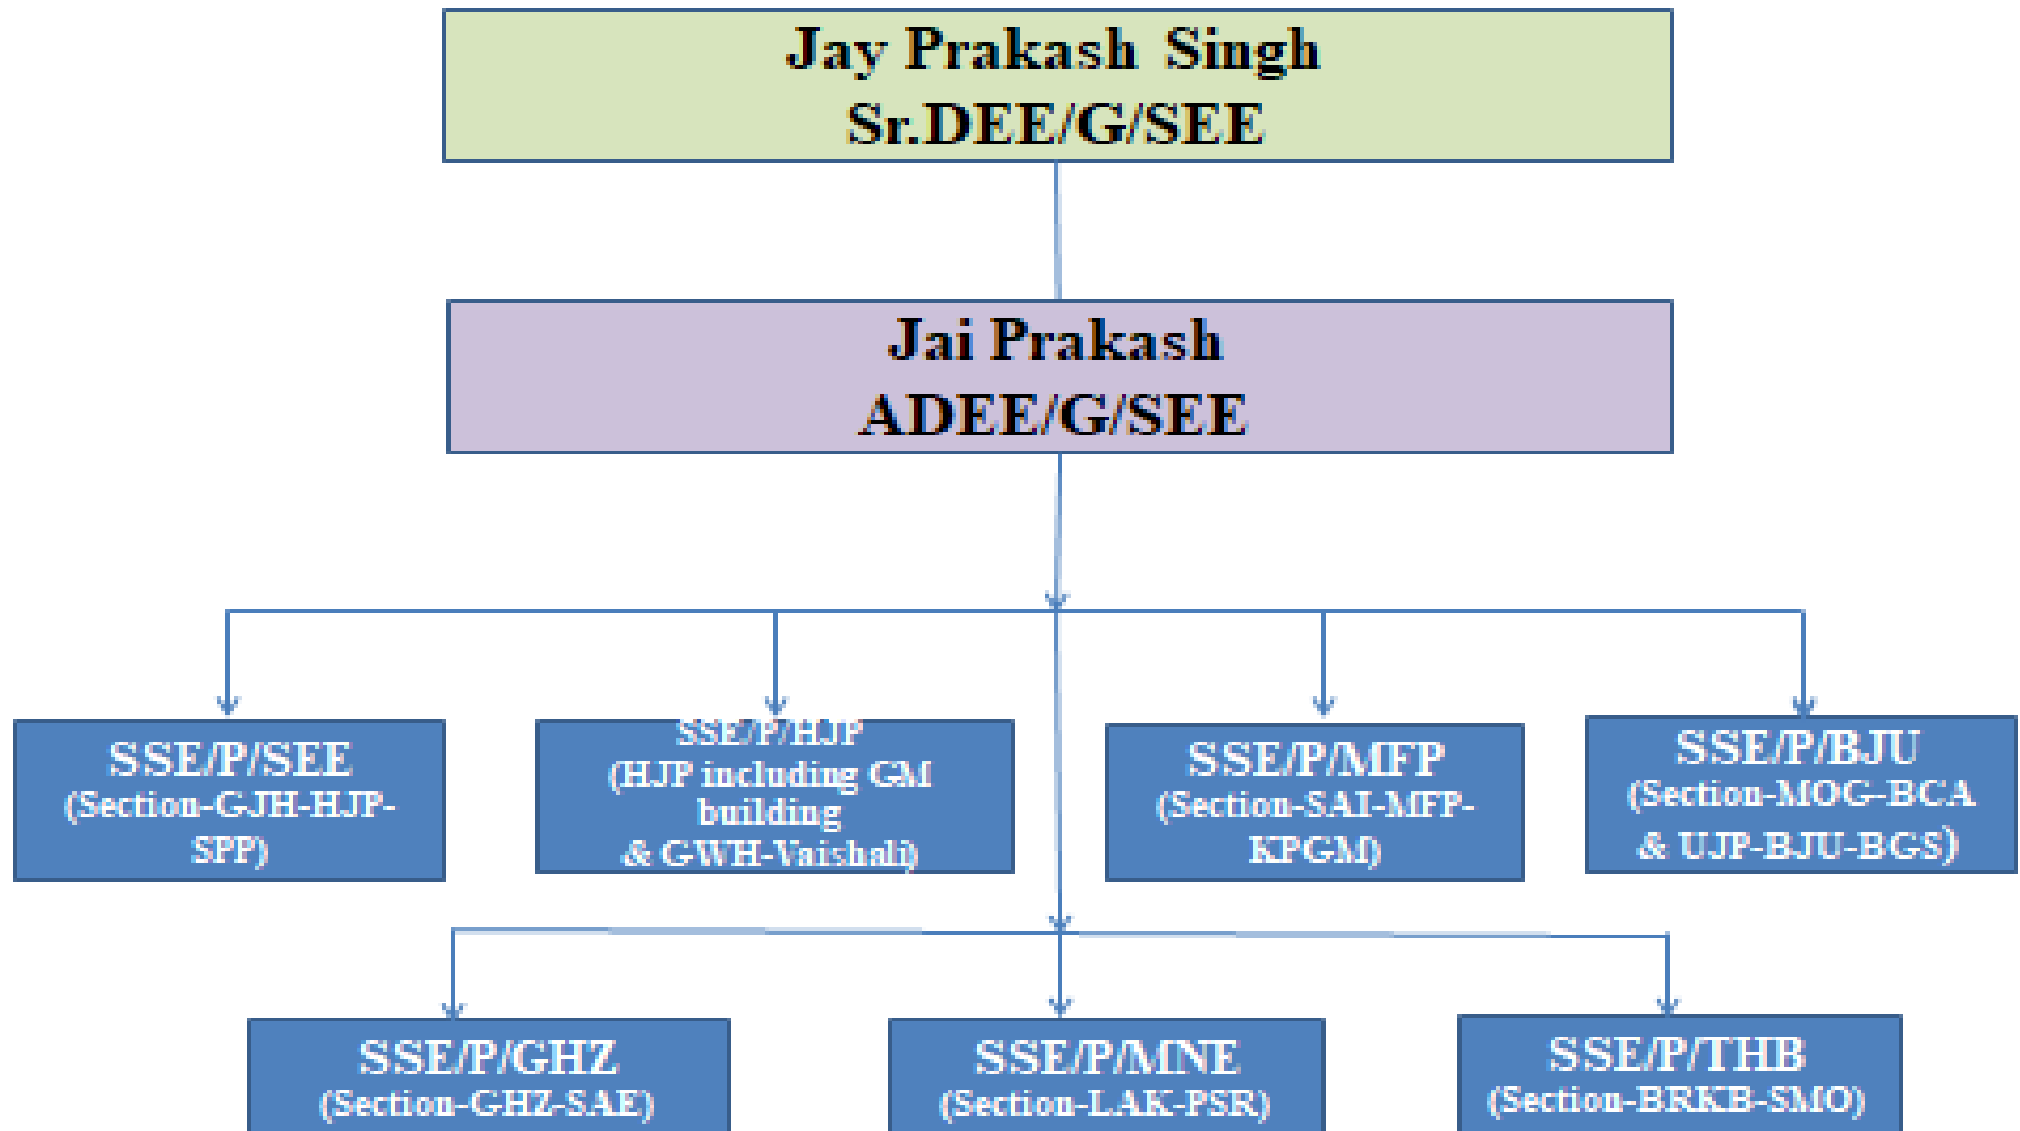 Jay Prakash Singh
Sr.DEE/G/SEE
Jai Prakash
ADEE/G/SEE
SSE/P/SEE
(Section-GJH-HJP-
SPP)
SSE/P/HJP
(HJP including GM
building
& GWH-Vaishali)
SSE/P/MFP
(Section-SAI-MFP-
KPGM)
SSE/P/BJU
(Section-MOG-BCA
& UJP-BJU-BGS)
SSE/P/GHZ
(Section-GHZ-SAE)
SSE/P/MNE
(Section-LAK-PSR)
SSE/P/THB
(Section-BRKB-SMO)